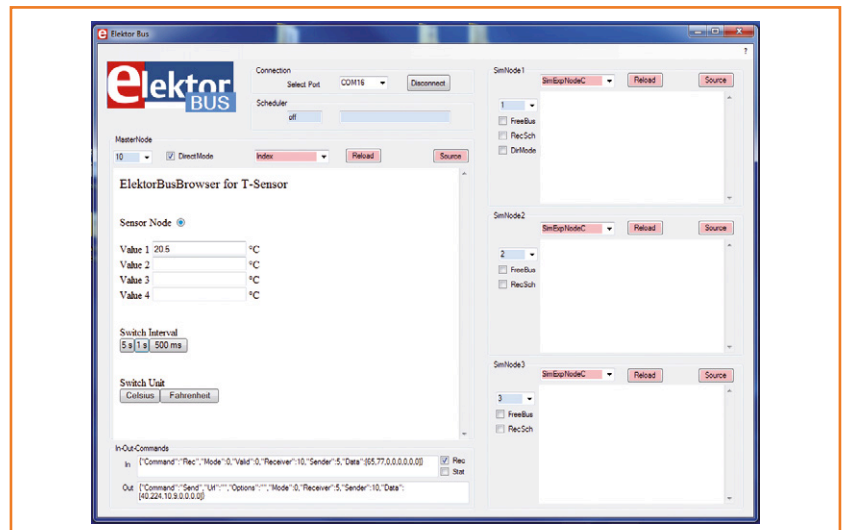 Elektor Bus
?
elektor
BUS
Connection
Select Port COM16 Disconnect
Scheduler
off
MasterNode
10 DirectMode Index Reload Source
ElektorBusBrowser for T-Sensor
Sensor Node
Value 1 20.5 °C
Value 2 °C
Value 3 °C
Value 4 °C
Switch Interval
5 s 1 s 500 ms
Switch Unit
Celsius Fahrenheit
In-Out-Commands
In {"Command":"Rec","Mode":0,"Valid":0,"Receiver":10,"Sender":5,"Data":[65,77,0,0,0,0,0,0]} Rec
Stat
Out {"Command":"Send","Url":"","Options":"","Mode":0,"Receiver":5,"Sender":10,"Data":
[40,224,10,9,0,0,0,0]}
SimNode1
SimExpNodeC Reload Source
1
FreeBus
RecSch
DirMode
SimNode2
SimExpNodeC Reload Source
2
FreeBus
RecSch
SimNode3
SimExpNodeC Reload Source
3
FreeBus
RecSch